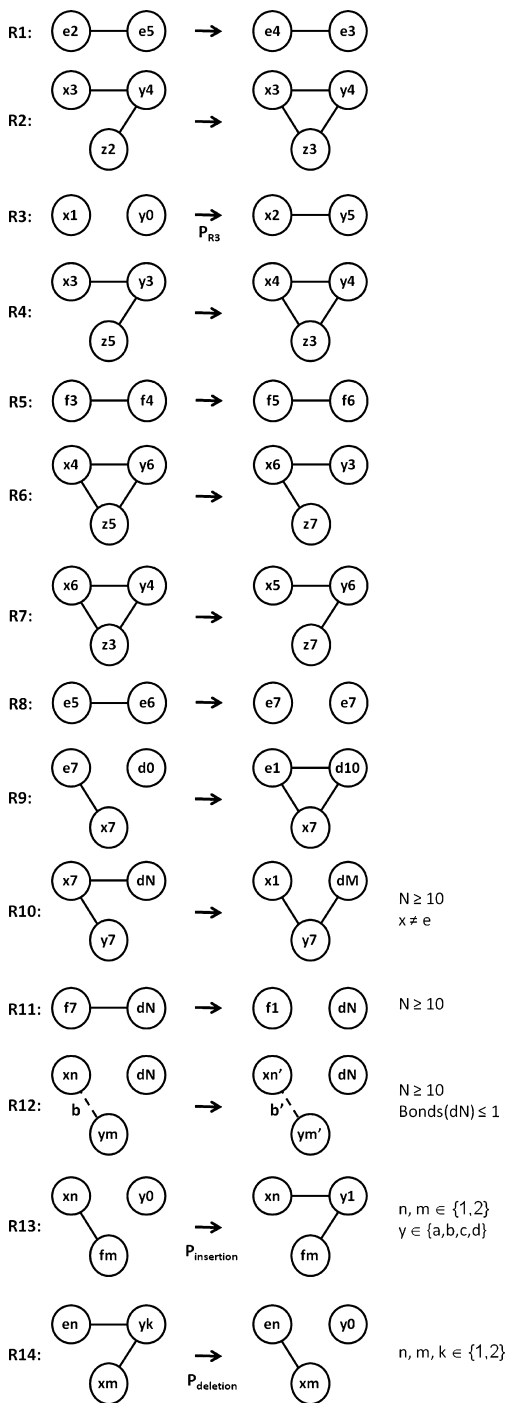 R1: e2 e5 e4 e3
x3 y4 x3 y4
R2:
z2 z3
R3: x1 y0 x2 y5
P_R3
x3 y3 x4 y4
R4:
z5 z3
R5: f3 f4 f5 f6
x4 y6 x6 y3
R6:
z5 z7
x6 y4 x5 y6
R7:
z3 z7
R8: e5 e6 e7 e7
e7 d0 e1 d10
R9:
x7 x7
x7 dN x1 dM
N ≥ 10
R10: x ≠ e
y7 y7
R11: f7 dN f1 dN N ≥ 10
xn dN xn′ dN
N ≥ 10
R12: b b′ Bonds(dN) ≤ 1
ym ym′
xn y0 xn y1
n, m ∈ {1,2}
R13: y ∈ {a,b,c,d}
fm P_insertion fm
en yk en y0
R14: n, m, k ∈ {1,2}
xm P_deletion xm